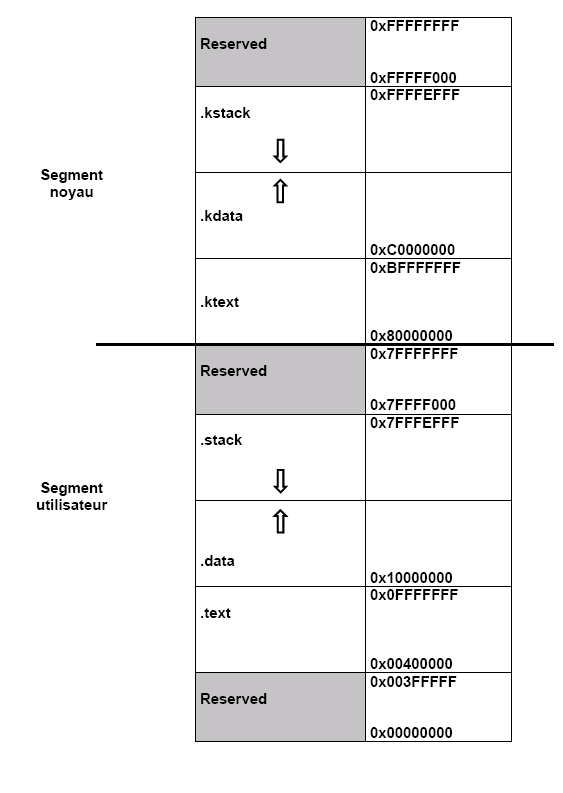 0xFFFFFFFF
Reserved
0xFFFFF000
0xFFFFEFFF
.kstack
Segment
noyau
.kdata
0xC0000000
0xBFFFFFFF
.ktext
0x80000000
0x7FFFFFFF
Reserved
0x7FFFF000
0x7FFFEFFF
.stack
Segment
utilisateur
.data
0x10000000
0x0FFFFFFF
.text
0x00400000
0x003FFFFF
Reserved
0x00000000